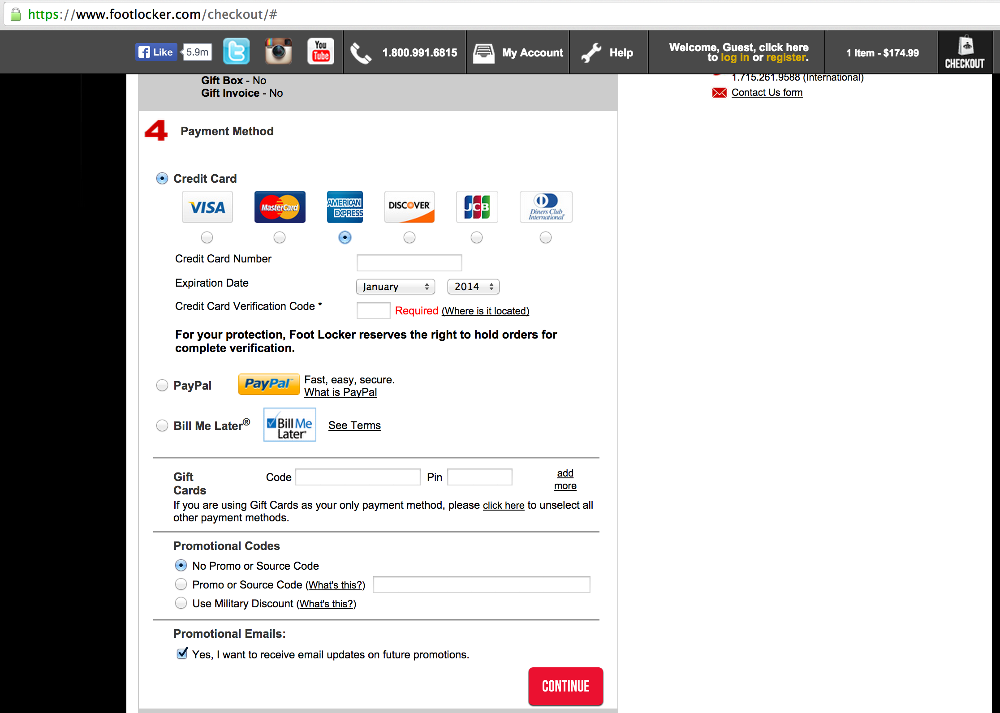 https://www.footlocker.com/checkout/#
Like 5.9m
You Tube
1.800.991.6815
My Account
Help
Welcome, Guest, click here
to log in or register.
1 Item - $174.99
CHECKOUT
Gift Box - No
Gift Invoice - No
1.715.261.9588 (International)
Contact Us form
4 Payment Method
Credit Card
VISA
MasterCard
AMERICAN
EXPRESS
DISCOVER
JCB
Diners Club
International
Credit Card Number
Expiration Date January 2014
Credit Card Verification Code * Required (Where is it located)
For your protection, Foot Locker reserves the right to hold orders for
complete verification.
PayPal PayPal™ Fast, easy, secure.
What is PayPal
Bill Me Later® Bill Me
Later® See Terms
Gift
Cards
Code
Pin
add
more
If you are using Gift Cards as your only payment method, please click here to unselect all
other payment methods.
Promotional Codes
No Promo or Source Code
Promo or Source Code (What's this?)
Use Military Discount (What's this?)
Promotional Emails:
Yes, I want to receive email updates on future promotions.
CONTINUE